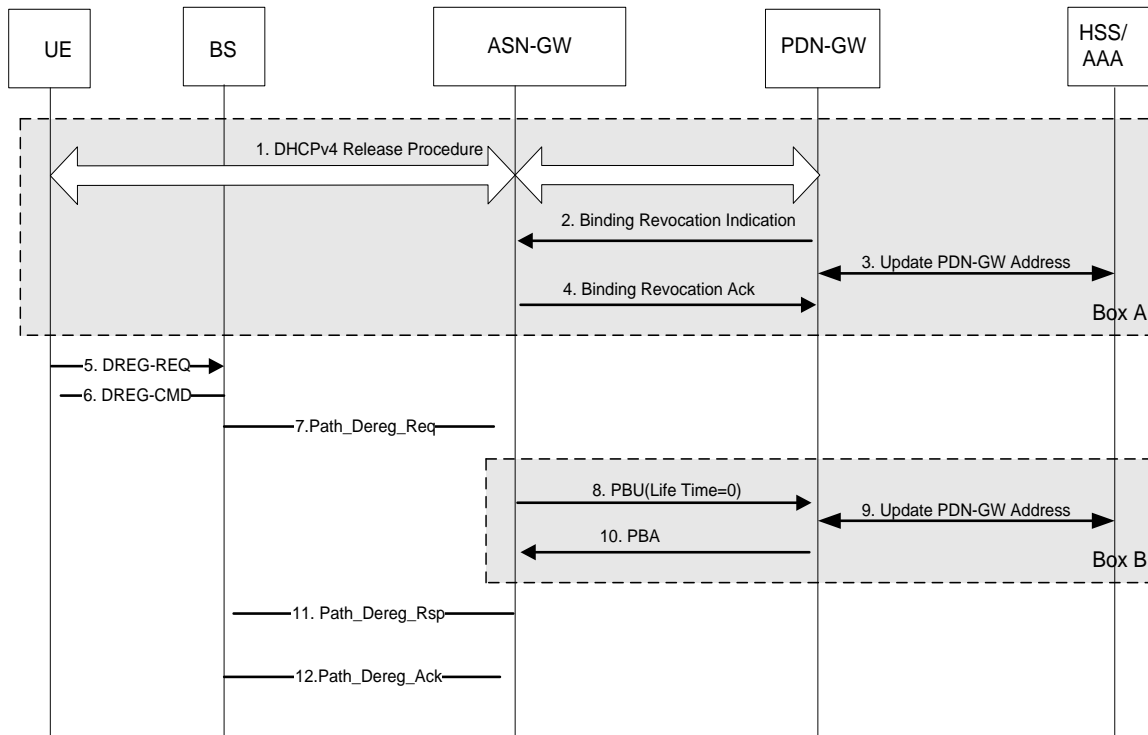 UE
BS
ASN-GW
PDN-GW
HSS/
AAA
1. DHCPv4 Release Procedure
2. Binding Revocation Indication
3. Update PDN-GW Address
4. Binding Revocation Ack
Box A
5. DREG-REQ
6. DREG-CMD
7.Path_Dereg_Req
8. PBU(Life Time=0)
9. Update PDN-GW Address
10. PBA
Box B
11. Path_Dereg_Rsp
12.Path_Dereg_Ack